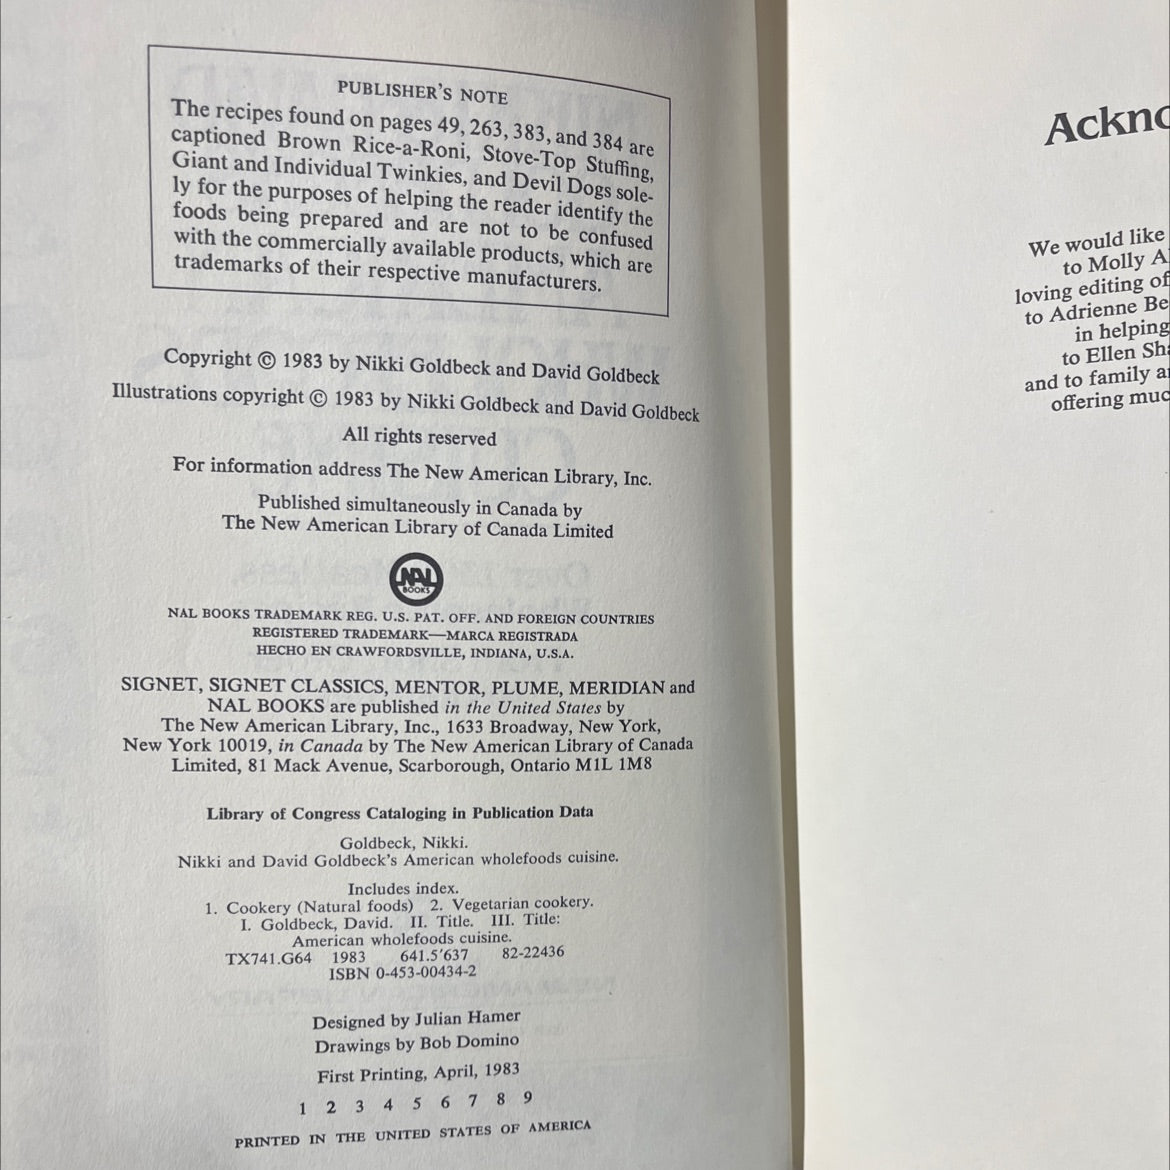 PUBLISHER'S NOTE
The recipes found on pages 49, 263, 383, and 384 are
captioned Brown Rice-a-Roni, Stove-Top Stuffing,
Giant and Individual Twinkies, and Devil Dogs sole-
ly for the purposes of helping the reader identify the
foods being prepared and are not to be confused
with the commercially available products, which are
trademarks of their respective manufacturers.
Copyright © 1983 by Nikki Goldbeck and David Goldbeck
Illustrations copyright © 1983 by Nikki Goldbeck and David Goldbeck
All rights reserved
For information address The New American Library, Inc.
Published simultaneously in Canada by
The New American Library of Canada Limited
NAL
BOOKS
NAL BOOKS TRADEMARK REG. U.S. PAT. OFF. AND FOREIGN COUNTRIES
REGISTERED TRADEMARK—MARCA REGISTRADA
HECHO EN CRAWFORDSVILLE, INDIANA, U.S.A.
SIGNET, SIGNET CLASSICS, MENTOR, PLUME, MERIDIAN and
NAL BOOKS are published in the United States by
The New American Library, Inc., 1633 Broadway, New York,
New York 10019, in Canada by The New American Library of Canada
Limited, 81 Mack Avenue, Scarborough, Ontario M1L 1M8
Library of Congress Cataloging in Publication Data
Goldbeck, Nikki.
Nikki and David Goldbeck's American wholefoods cuisine.
Includes index.
1. Cookery (Natural foods) 2. Vegetarian cookery.
I. Goldbeck, David. II. Title. III. Title:
American wholefoods cuisine.
TX741.G64 1983 641.5'637 82-22436
ISBN 0-453-00434-2
Designed by Julian Hamer
Drawings by Bob Domino
First Printing, April, 1983
1 2 3 4 5 6 7 8 9
PRINTED IN THE UNITED STATES OF AMERICA
Ackno
We would like
to Molly A
loving editing of
to Adrienne Be
in helping
to Ellen Sha
and to family a
offering muc